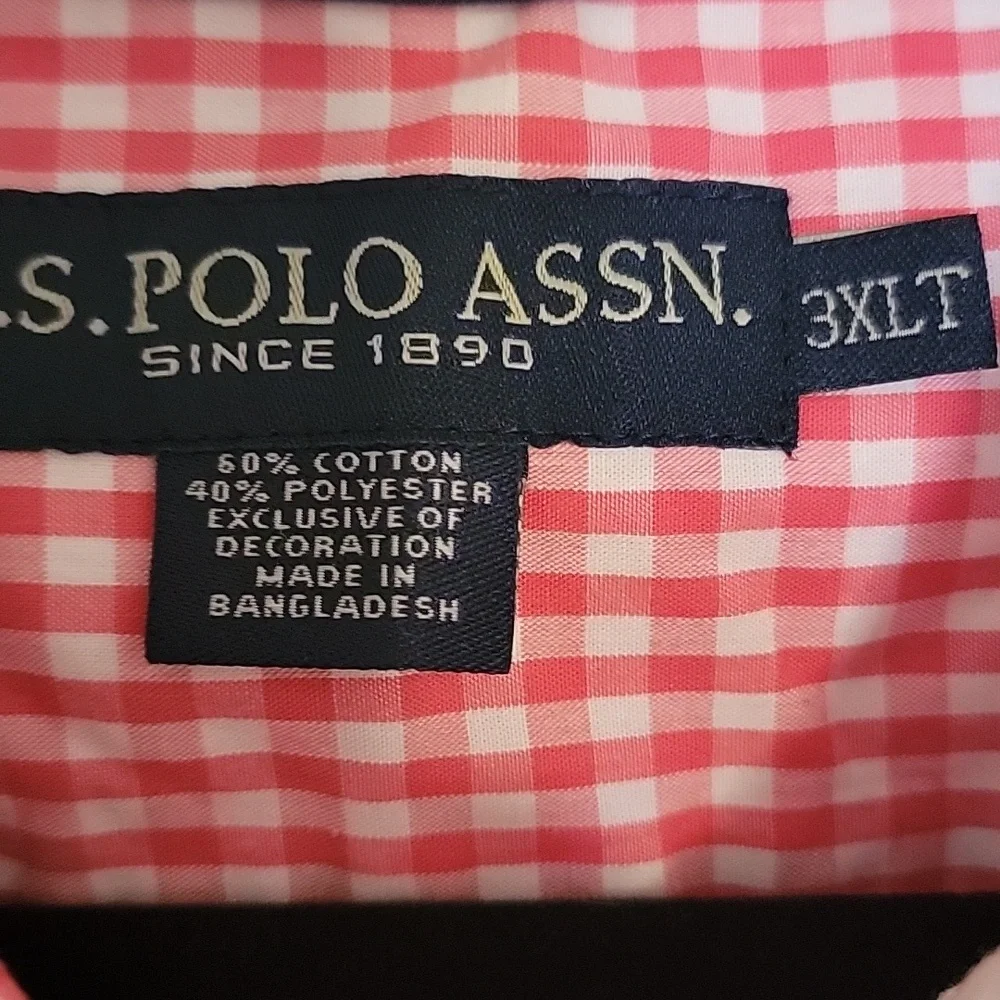 .S. POLO ASSN.
SINCE 1890
3XLT
60% COTTON
40% POLYESTER
EXCLUSIVE OF
DECORATION
MADE IN
BANGLADESH